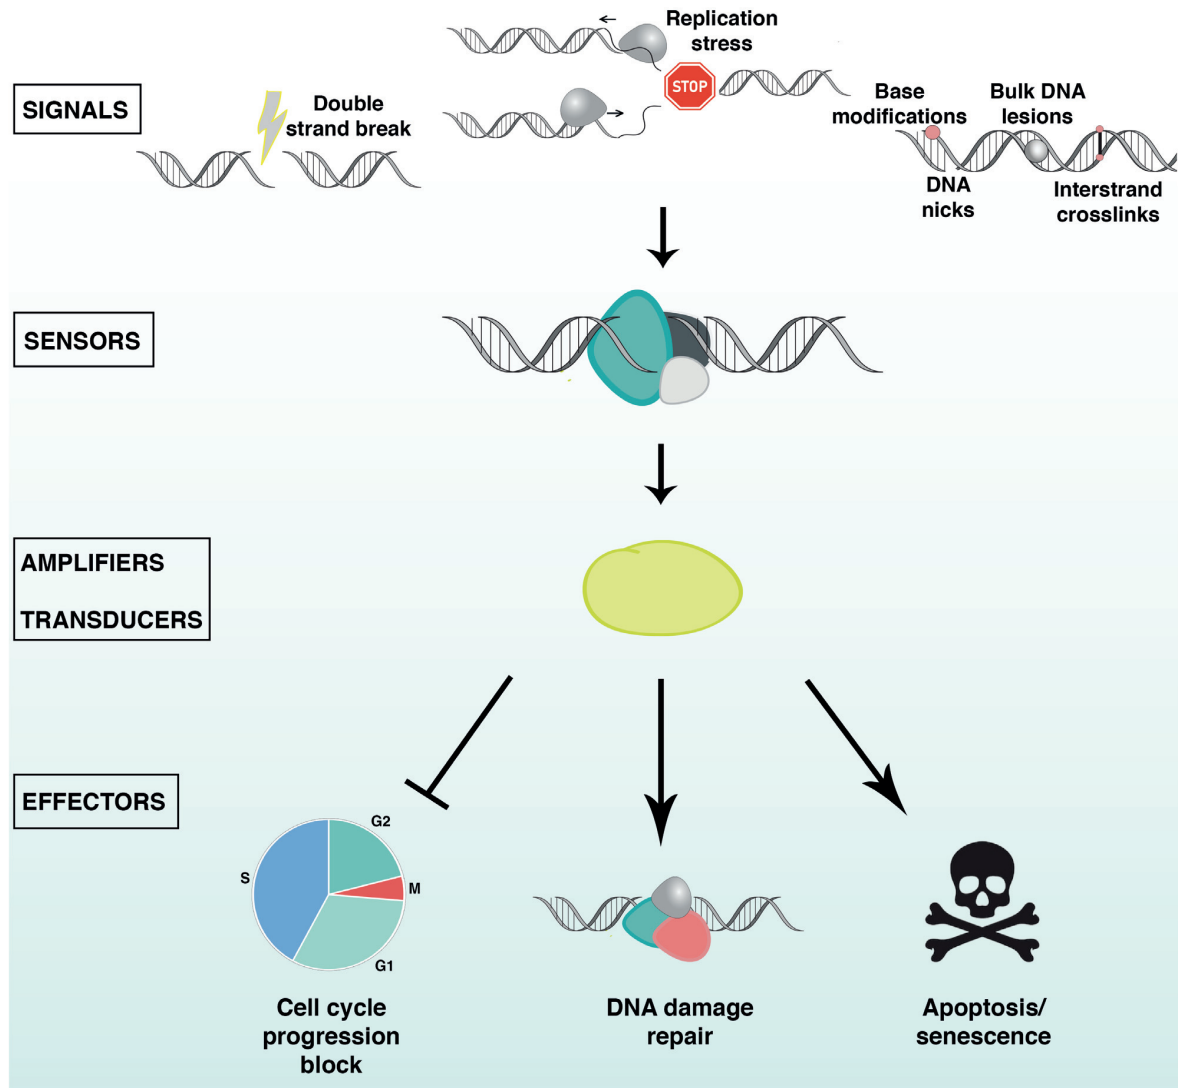 SIGNALS
Double
strand break
Replication
stress
STOP
Base
modifications
Bulk DNA
lesions
DNA
nicks
Interstrand
crosslinks
SENSORS
AMPLIFIERS
TRANSDUCERS
EFFECTORS
G2
S
M
G1
Cell cycle
progression
block
DNA damage
repair
Apoptosis/
senescence